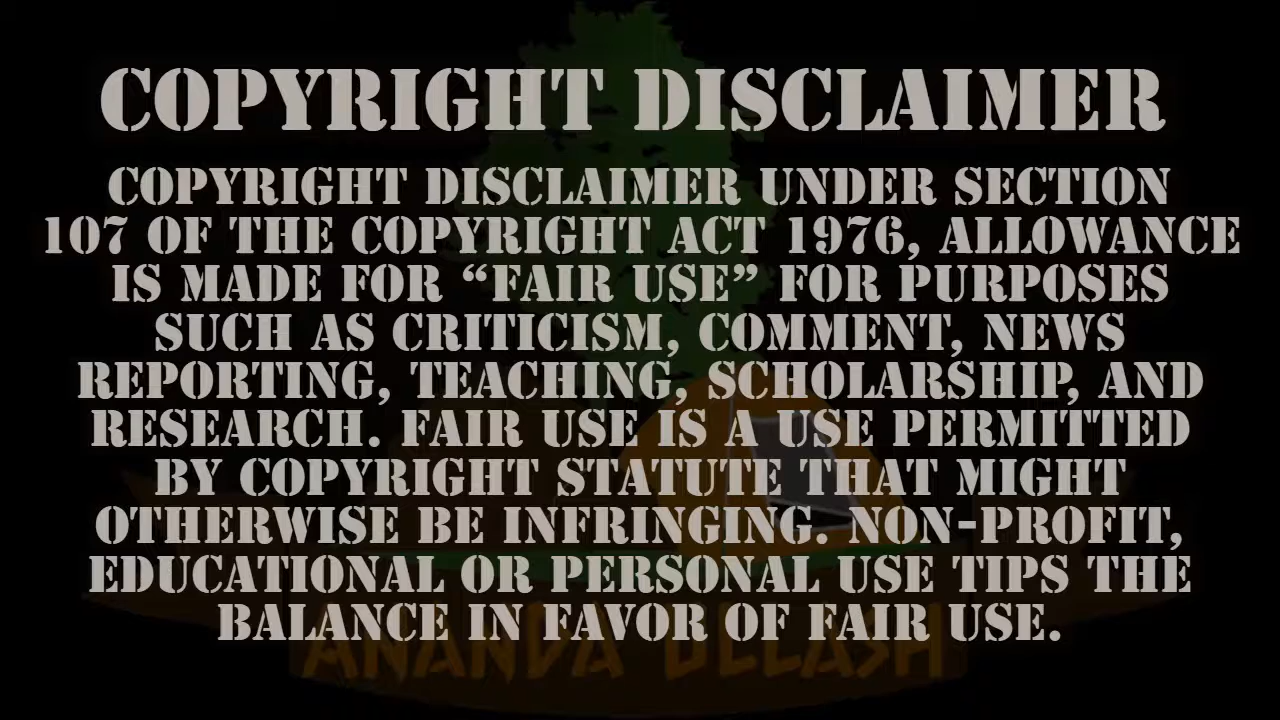 COPYRIGHT DISCLAIMER
COPYRIGHT DISCLAIMER UNDER SECTION
107 OF THE COPYRIGHT ACT 1976, ALLOWANCE
IS MADE FOR “FAIR USE” FOR PURPOSES
SUCH AS CRITICISM, COMMENT, NEWS
REPORTING, TEACHING, SCHOLARSHIP, AND
RESEARCH. FAIR USE IS A USE PERMITTED
BY COPYRIGHT STATUTE THAT MIGHT
OTHERWISE BE INFRINGING. NON-PROFIT,
EDUCATIONAL OR PERSONAL USE TIPS THE
BALANCE IN FAVOR OF FAIR USE.
ANANDA ULLASH